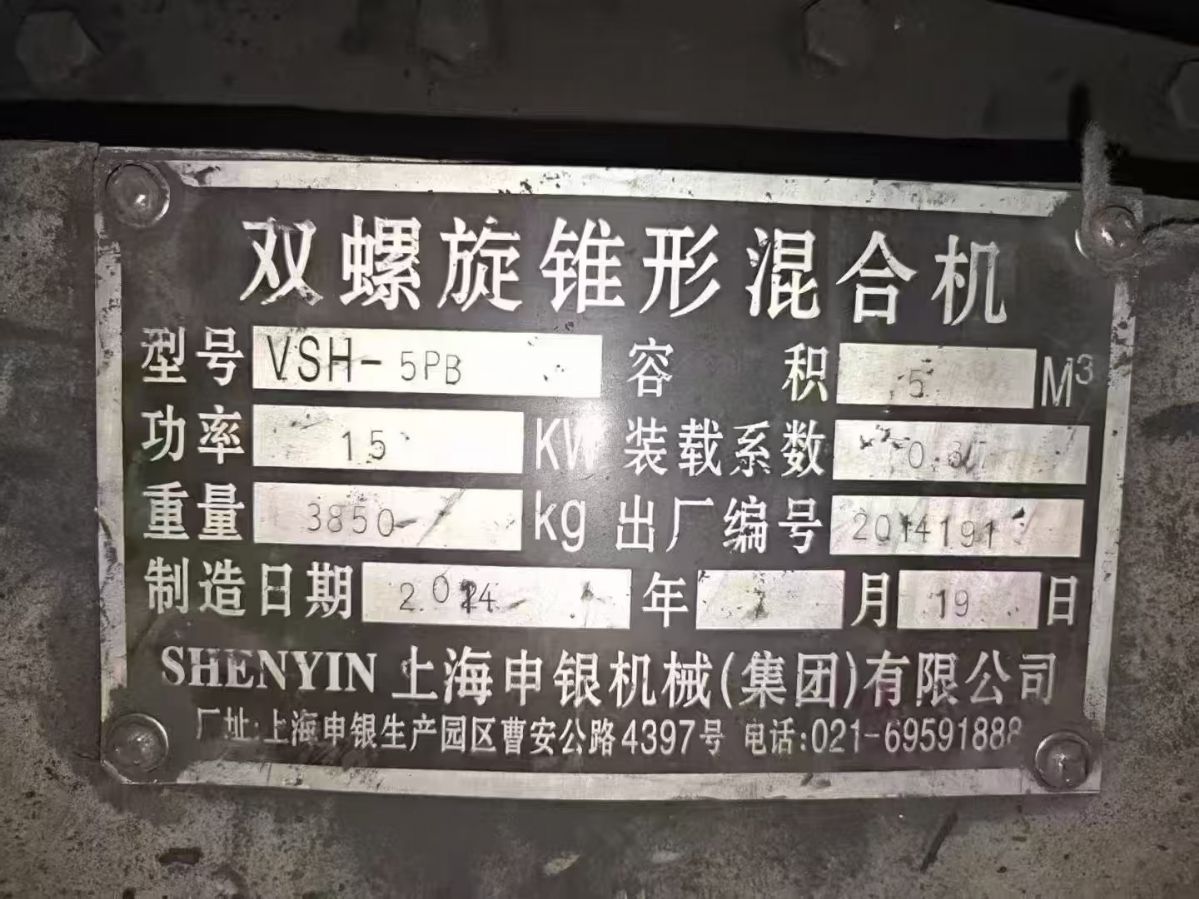 双螺旋锥形混合机
型号 VSH-5PB 容积 5 M³
功率 15 KW 装载系数
重量 3850 kg 出厂编号 2014191
制造日期 2014 年 月 19 日
SHENYIN 上海申银机械(集团)有限公司
厂址:上海申银生产园区曹安公路4397号 电话:021-69591888